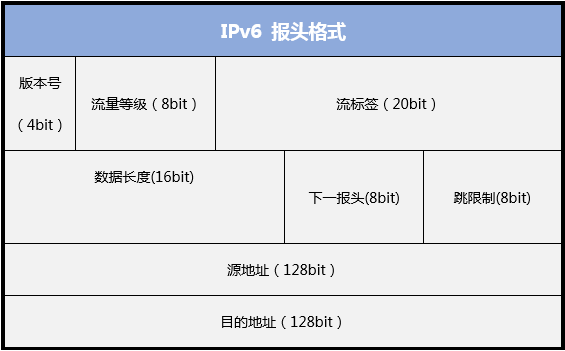 IPv6 报头格式
版本号
（4bit）
流量等级（8bit）
流标签（20bit）
数据长度(16bit)
下一报头(8bit)
跳限制(8bit)
源地址（128bit）
目的地址（128bit）